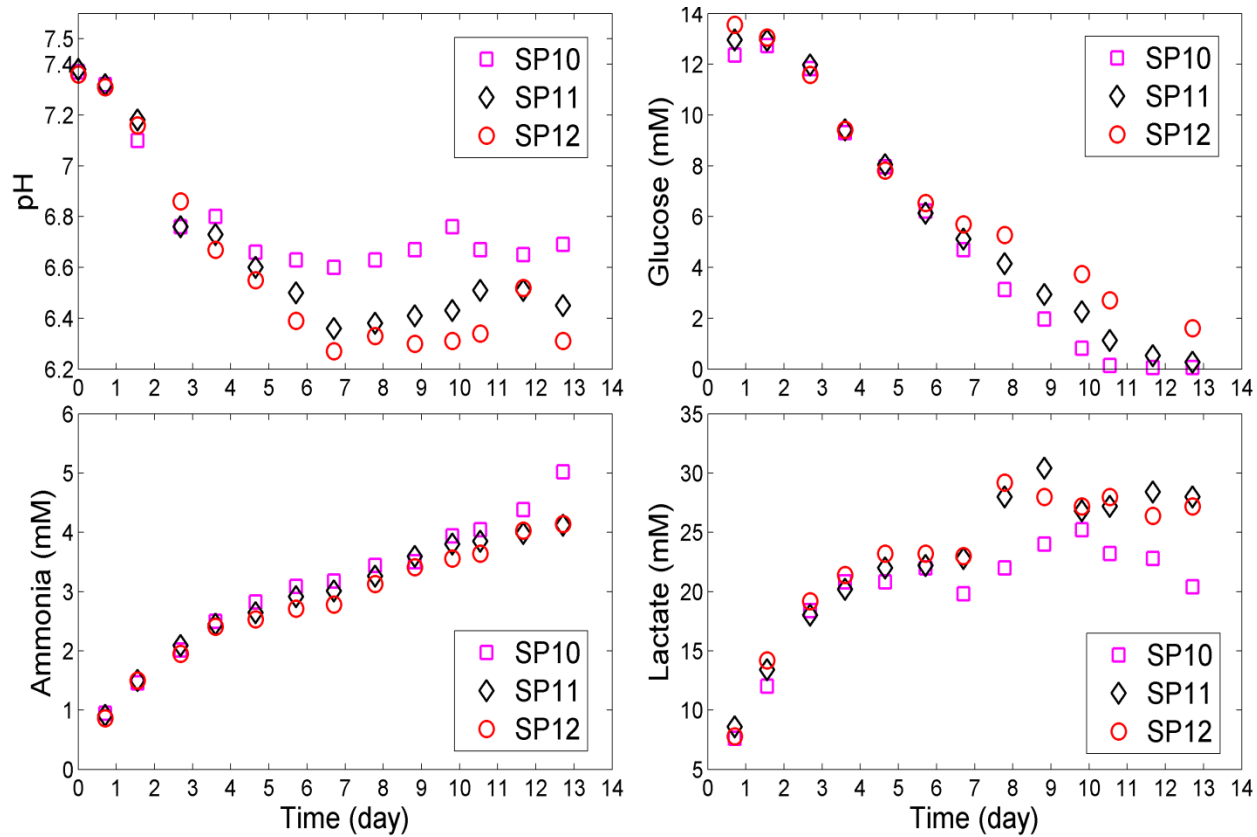 7.5
7.4
7.2
7
6.8
6.6
6.4
6.2
pH
0 1 2 3 4 5 6 7 8 9 10 11 12 13 14
SP10
SP11
SP12
14
12
10
8
6
4
2
0
Glucose (mM)
0 1 2 3 4 5 6 7 8 9 10 11 12 13 14
SP10
SP11
SP12
6
5
4
3
2
1
0
Ammonia (mM)
0 1 2 3 4 5 6 7 8 9 10 11 12 13 14
Time (day)
SP10
SP11
SP12
35
30
25
20
15
10
5
Lactate (mM)
0 1 2 3 4 5 6 7 8 9 10 11 12 13 14
Time (day)
SP10
SP11
SP12